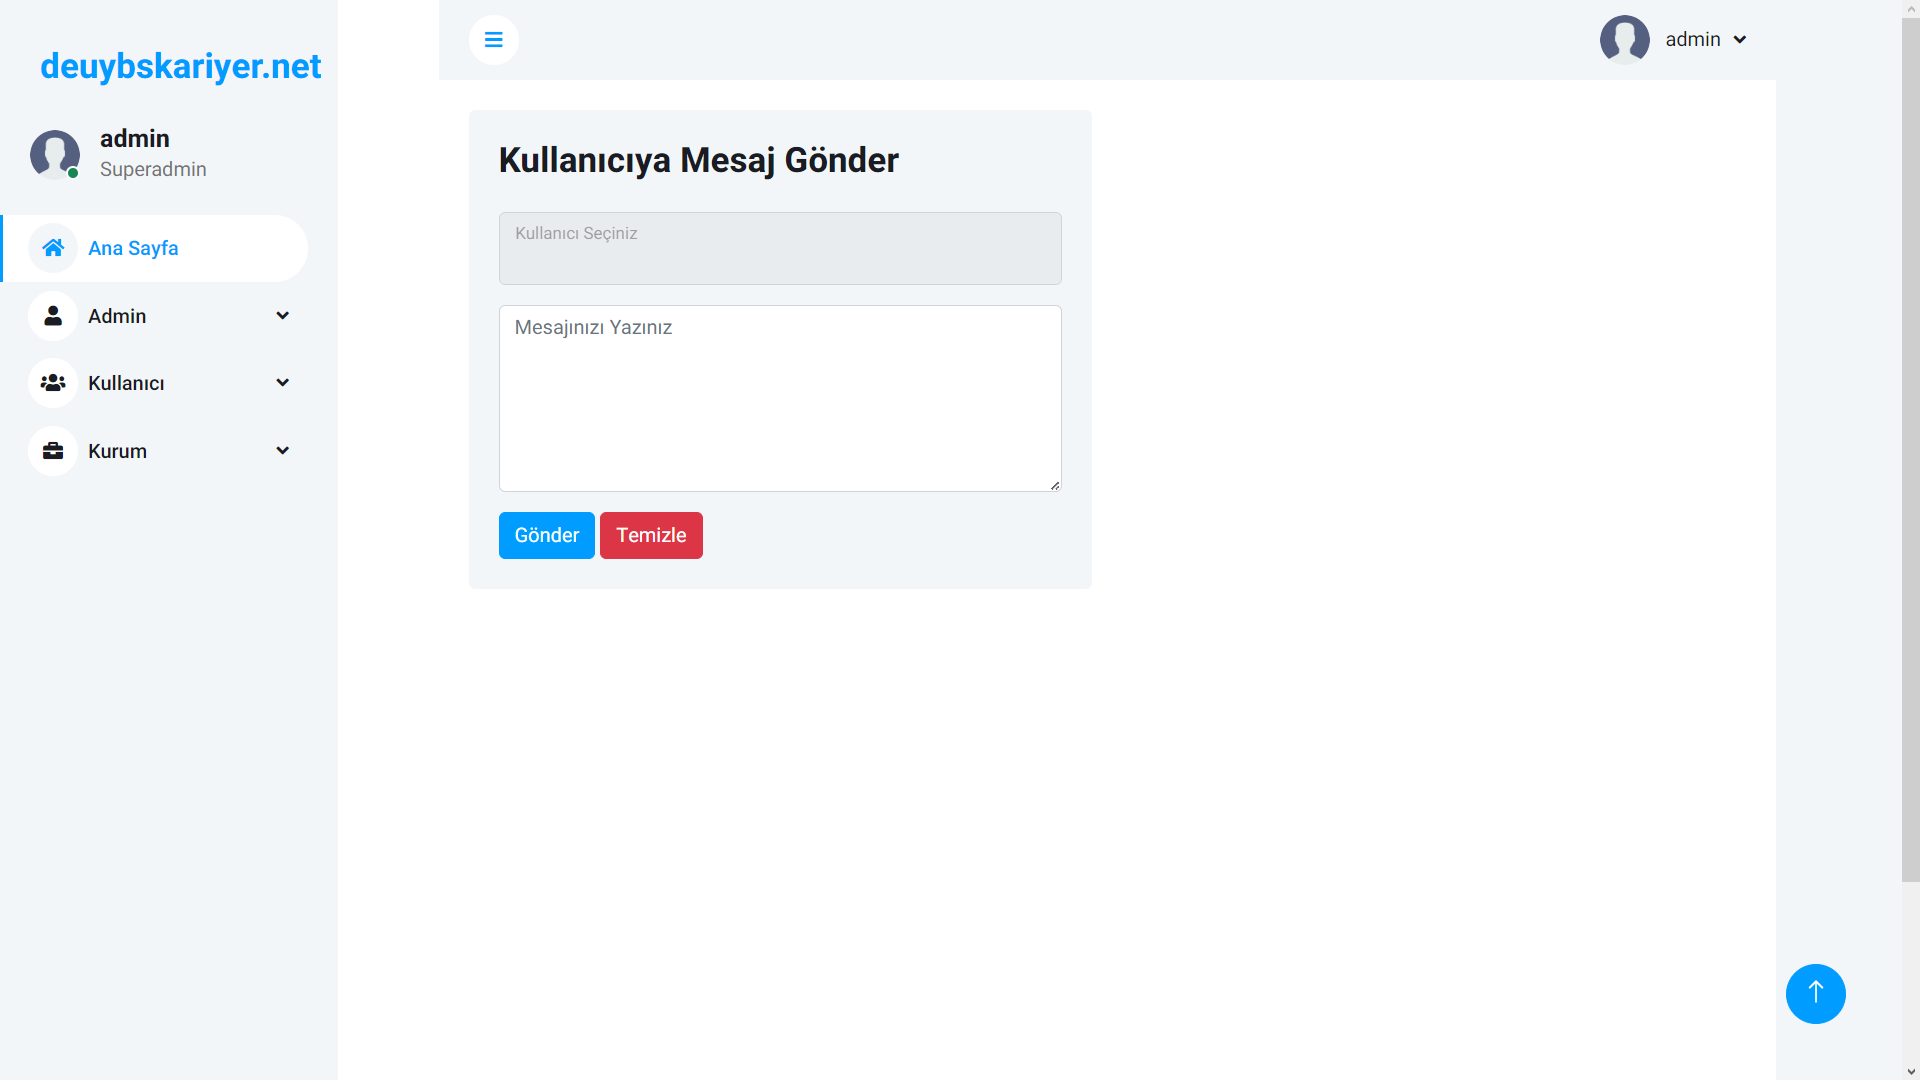 deuybskariyer.net
admin
Superadmin
Ana Sayfa
Admin
Kullanıcı
Kurum
admin
Kullanıcıya Mesaj Gönder
Kullanıcı Seçiniz
Mesajınızı Yazınız
Gönder
Temizle